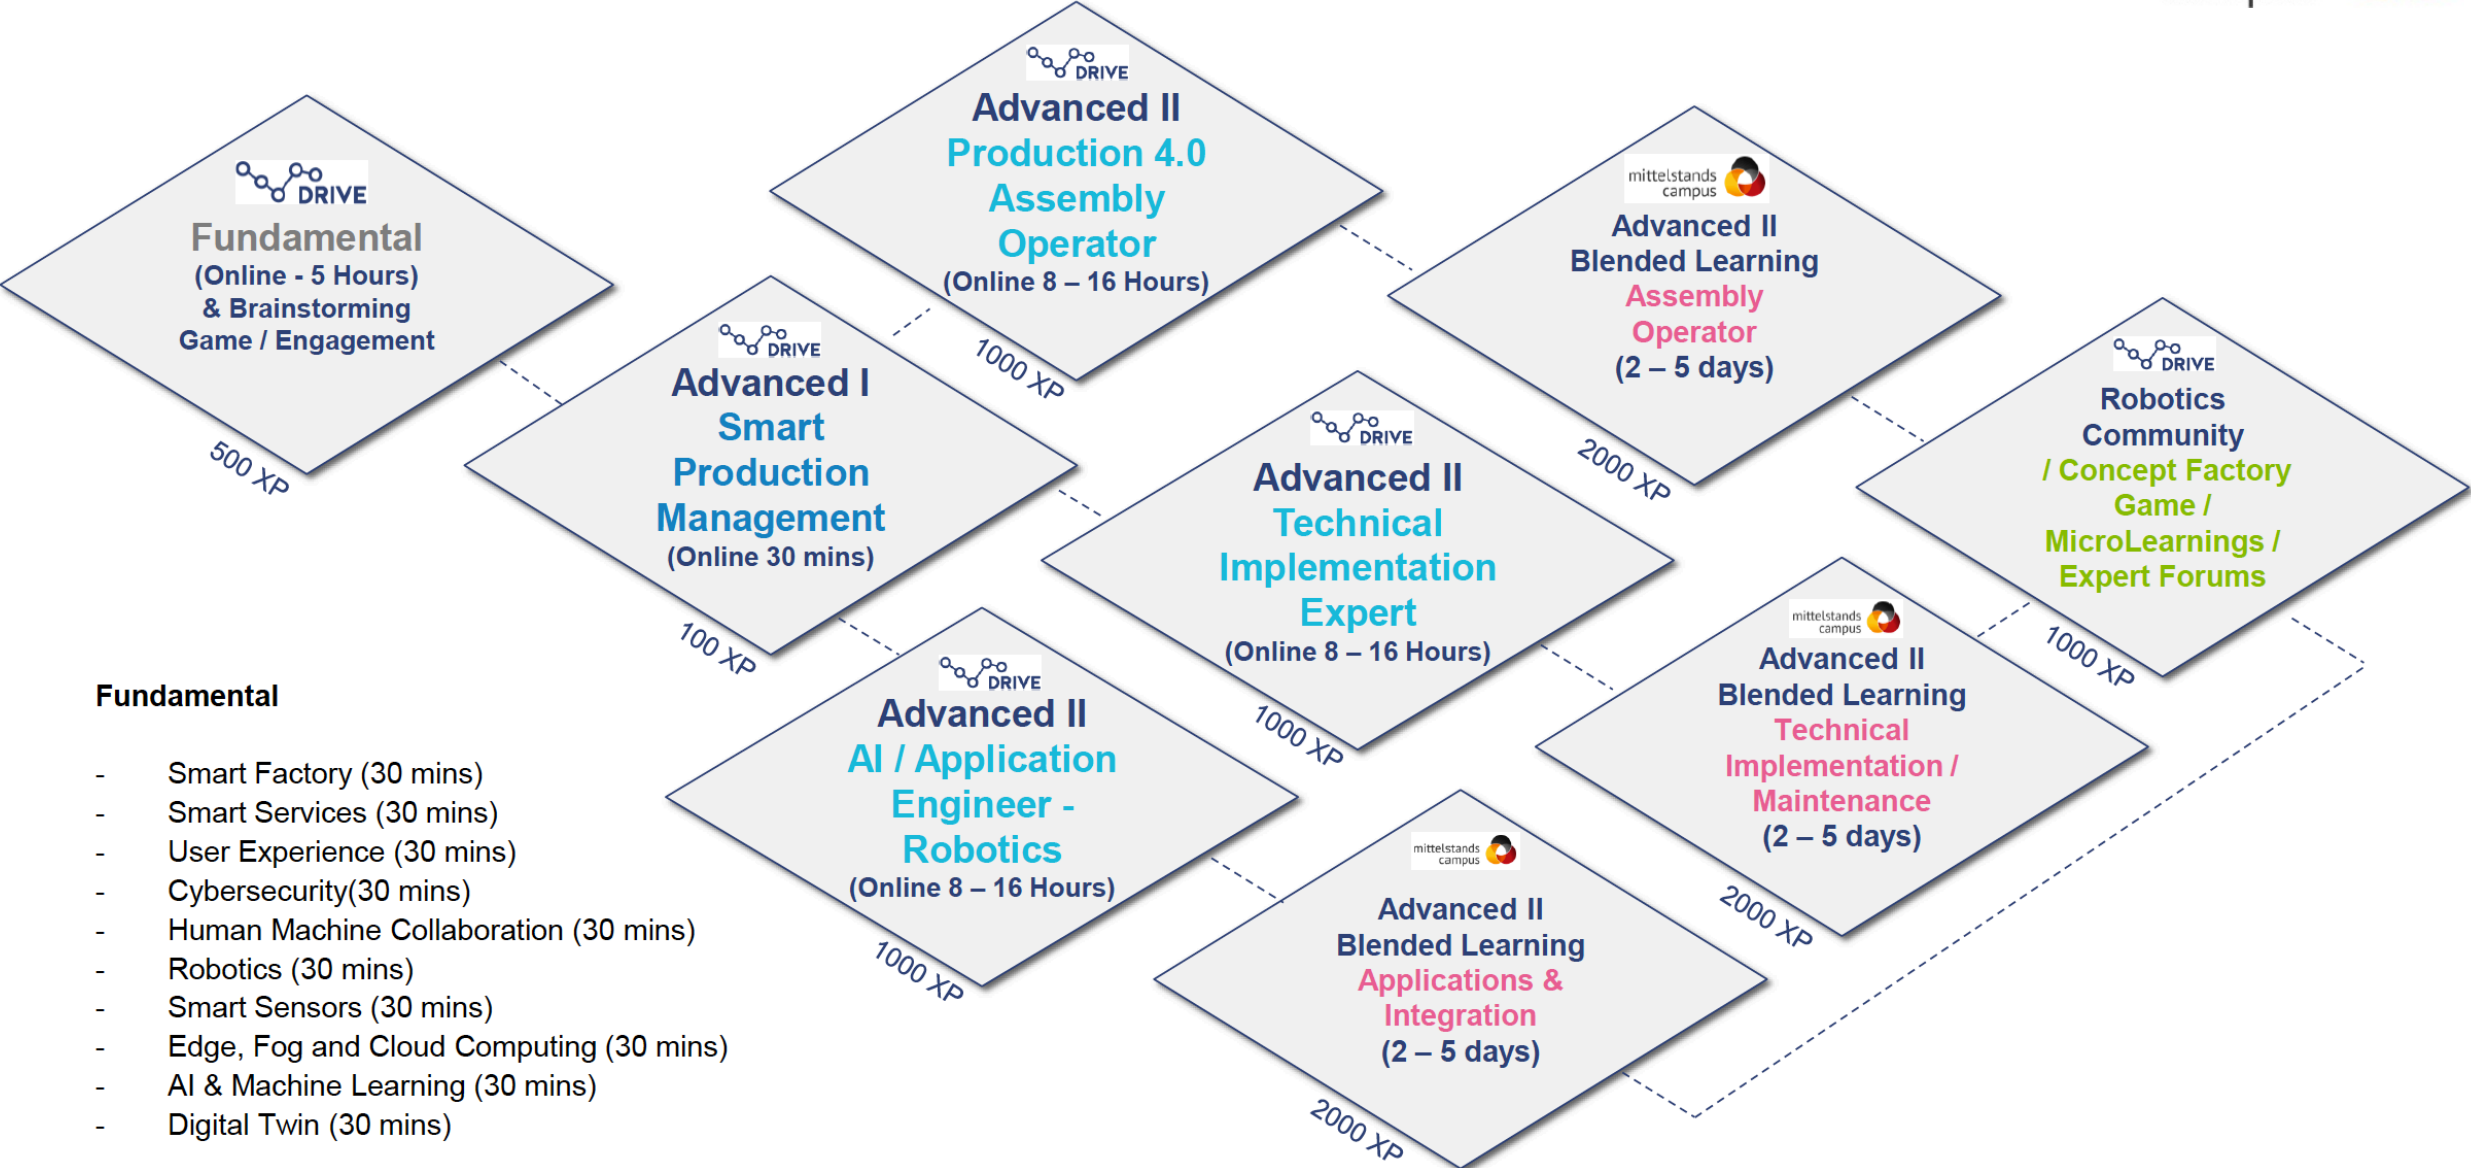 DRIVE
Fundamental
(Online - 5 Hours)
& Brainstorming
Game / Engagement
500 XP
DRIVE
Advanced I
Smart
Production
Management
(Online 30 mins)
100 XP
DRIVE
Advanced II
Production 4.0
Assembly
Operator
(Online 8 – 16 Hours)
1000 XP
DRIVE
Advanced II
Technical
Implementation
Expert
(Online 8 – 16 Hours)
1000 XP
DRIVE
Advanced II
AI / Application
Engineer -
Robotics
(Online 8 – 16 Hours)
1000 XP
mittelstands
campus
Advanced II
Blended Learning
Assembly
Operator
(2 – 5 days)
2000 XP
mittelstands
campus
Advanced II
Blended Learning
Technical
Implementation /
Maintenance
(2 – 5 days)
2000 XP
mittelstands
campus
Advanced II
Blended Learning
Applications &
Integration
(2 – 5 days)
2000 XP
DRIVE
Robotics
Community
/ Concept Factory
Game /
MicroLearnings /
Expert Forums
1000 XP
Fundamental
- Smart Factory (30 mins)
- Smart Services (30 mins)
- User Experience (30 mins)
- Cybersecurity(30 mins)
- Human Machine Collaboration (30 mins)
- Robotics (30 mins)
- Smart Sensors (30 mins)
- Edge, Fog and Cloud Computing (30 mins)
- AI & Machine Learning (30 mins)
- Digital Twin (30 mins)